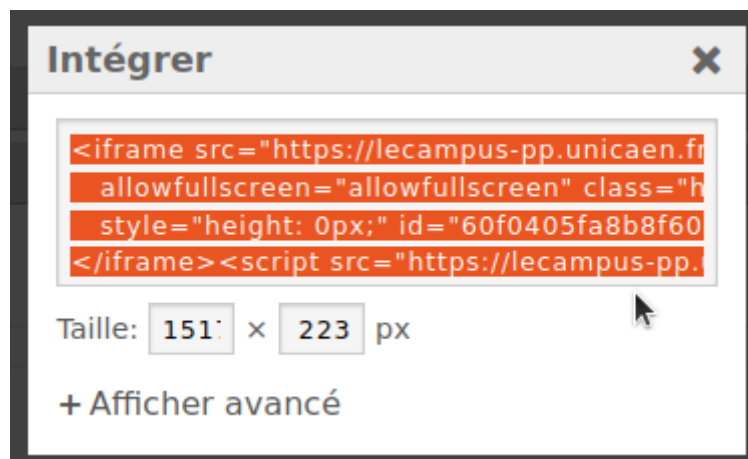 Intégrer
<iframe src="https://lecampus-pp.unicaen.fr
allowfullscreen="allowfullscreen" class="h
style="height: 0px;" id="60f0405fa8b8f60
</iframe><script src="https://lecampus-pp.
Taille: 151 × 223 px
+ Afficher avancé